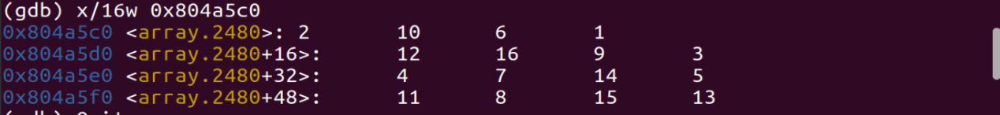 (gdb) x/16w 0x804a5c0
0x804a5c0 <array.2480>: 2 10 6 1
0x804a5d0 <array.2480+16>: 12 16 9 3
0x804a5e0 <array.2480+32>: 4 7 14 5
0x804a5f0 <array.2480+48>: 11 8 15 13